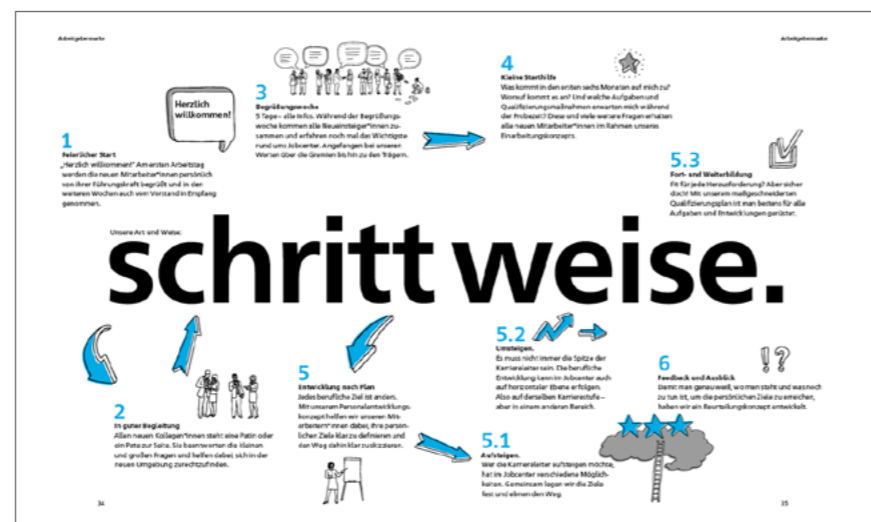 Arbeitgebermarke
Arbeitgebermarke
Herzlich
willkommen!
1
Feierlicher Start
„Herzlich willkommen!“ Am ersten Arbeitstag
werden die neuen Mitarbeiter*innen persönlich
von ihrer Führungskraft begrüßt und in den
weiteren Wochen auch vom Vorstand in Empfang
genommen.
3
Begrüßungswoche
5 Tage – alle Infos. Während der Begrüßungs-
woche kommen alle Neueinsteiger*innen zu-
sammen und erfahren noch mal das Wichtigste
rund ums Jobcenter. Angefangen bei unseren
Werten über die Gremien bis hin zu den Trägern.
4
Kleine Starthilfe
Was kommt in den ersten sechs Monaten auf mich zu?
Worauf kommt es an? Und welche Aufgaben und
Qualifizierungsmaßnahmen erwarten mich während
der Probezeit? Diese und viele weitere Fragen erhalten
alle neuen Mitarbeiter*innen im Rahmen unseres
Einarbeitungskonzepts.
5.3
Fort- und Weiterbildung
Fit für jede Herausforderung? Aber sicher
doch! Mit unserem maßgeschneiderten
Qualifizierungsplan ist man bestens für alle
Aufgaben und Entwicklungen gerüstet.
Unsere Art und Weise:
schritt weise.
2
In guter Begleitung
Allen neuen Kolleg*innen steht eine Patin oder
ein Pate zur Seite. Sie beantworten die kleinen
und großen Fragen und helfen dabei, sich in der
neuen Umgebung zurechtzufinden.
5
Entwicklung nach Plan
Jedes berufliche Ziel ist anders.
Mit unserem Personalentwicklungs-
konzept helfen wir unseren Mit-
arbeitern*innen dabei, ihre persön-
lichen Ziele klar zu definieren und
den Weg dahin klar zu skizzieren.
5.2
Umsteigen.
Es muss nicht immer die Spitze der
Karriereleiter sein. Die berufliche
Entwicklung kann im Jobcenter auch
auf horizontaler Ebene erfolgen.
Also auf derselben Karrierestufe –
aber in einem anderen Bereich.
5.1
Aufsteigen.
Wer die Karriereleiter aufsteigen möchte,
hat im Jobcenter verschiedene Möglich-
keiten. Gemeinsam legen wir die Ziele
fest und ebnen den Weg.
!?
6
Feedback und Ausblick
Damit man genau weiß, wo man steht und was noch
zu tun ist, um die persönlichen Ziele zu erreichen,
haben wir ein Beurteilungskonzept entwickelt.
34
35